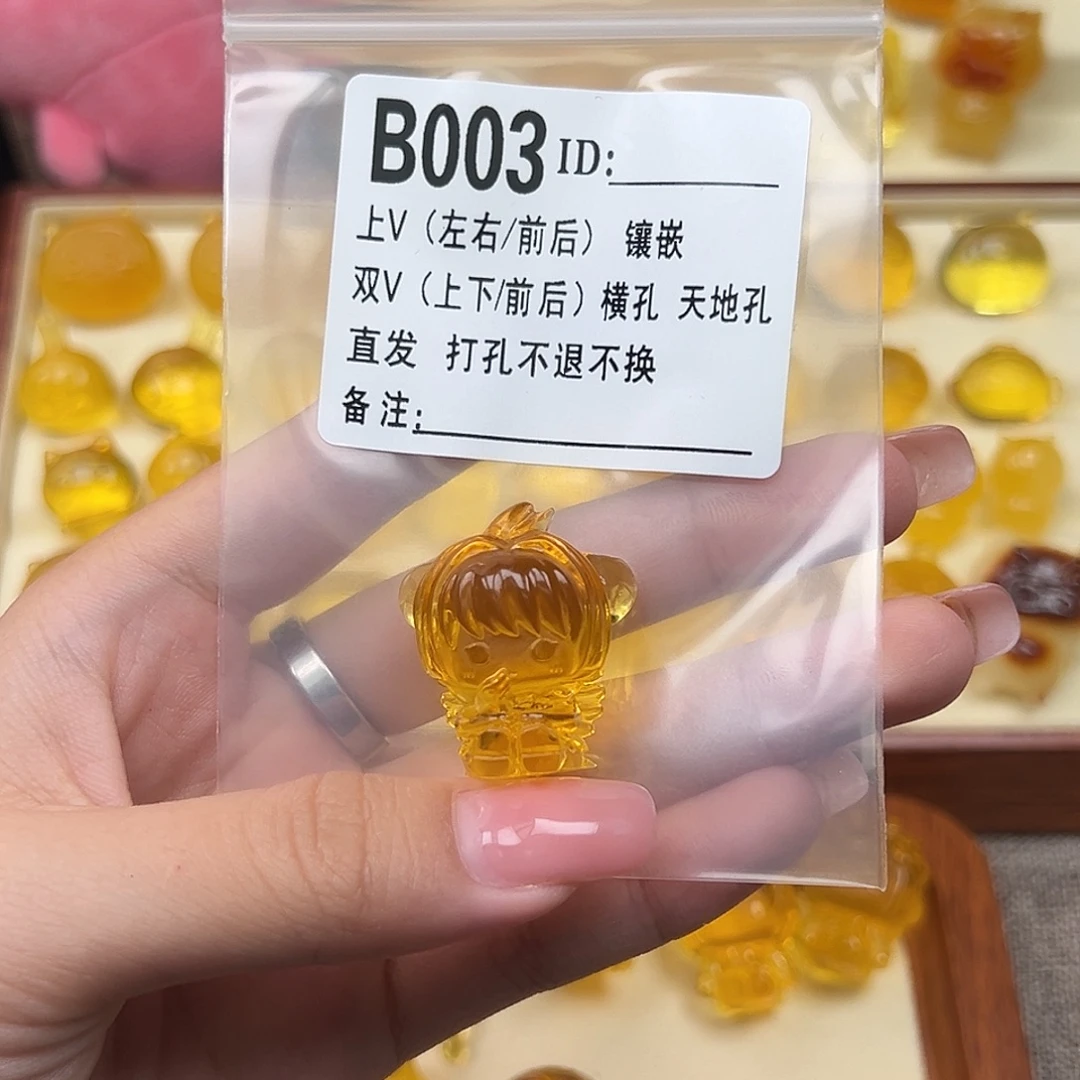 B003 ID:
上V（左右/前后） 镶嵌
双V（上下/前后）横孔 天地孔
直发 打孔不退不换
备注: